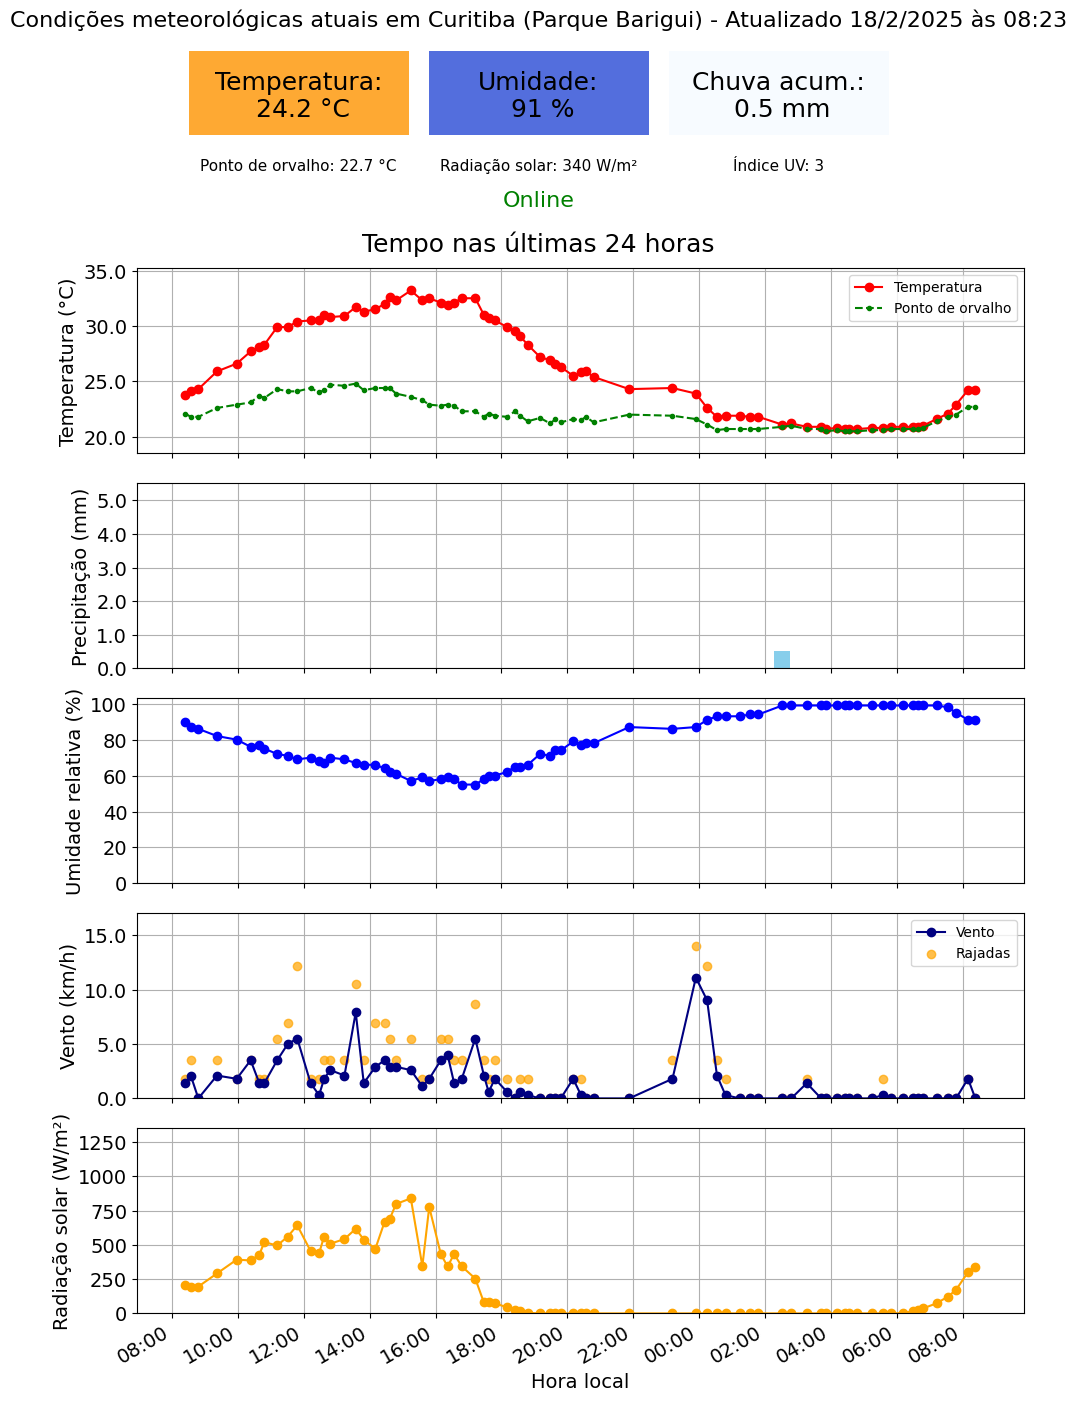 Condições meteorológicas atuais em Curitiba (Parque Barigui) - Atualizado 18/2/2025 às 08:23
Temperatura:
24.2 °C
Umidade:
91 %
Chuva acum.:
0.5 mm
Ponto de orvalho: 22.7 °C
Radiação solar: 340 W/m²
Índice UV: 3
Online
Tempo nas últimas 24 horas
Temperatura (°C)
35.0
30.0
25.0
20.0
Temperatura
Ponto de orvalho
Precipitação (mm)
5.0
4.0
3.0
2.0
1.0
0.0
Umidade relativa (%)
100
80
60
40
20
0
Vento (km/h)
15.0
10.0
5.0
0.0
Vento
Rajadas
Radiação solar (W/m²)
1250
1000
750
500
250
0
08:00
10:00
12:00
14:00
16:00
18:00
20:00
22:00
00:00
02:00
04:00
06:00
08:00
Hora local